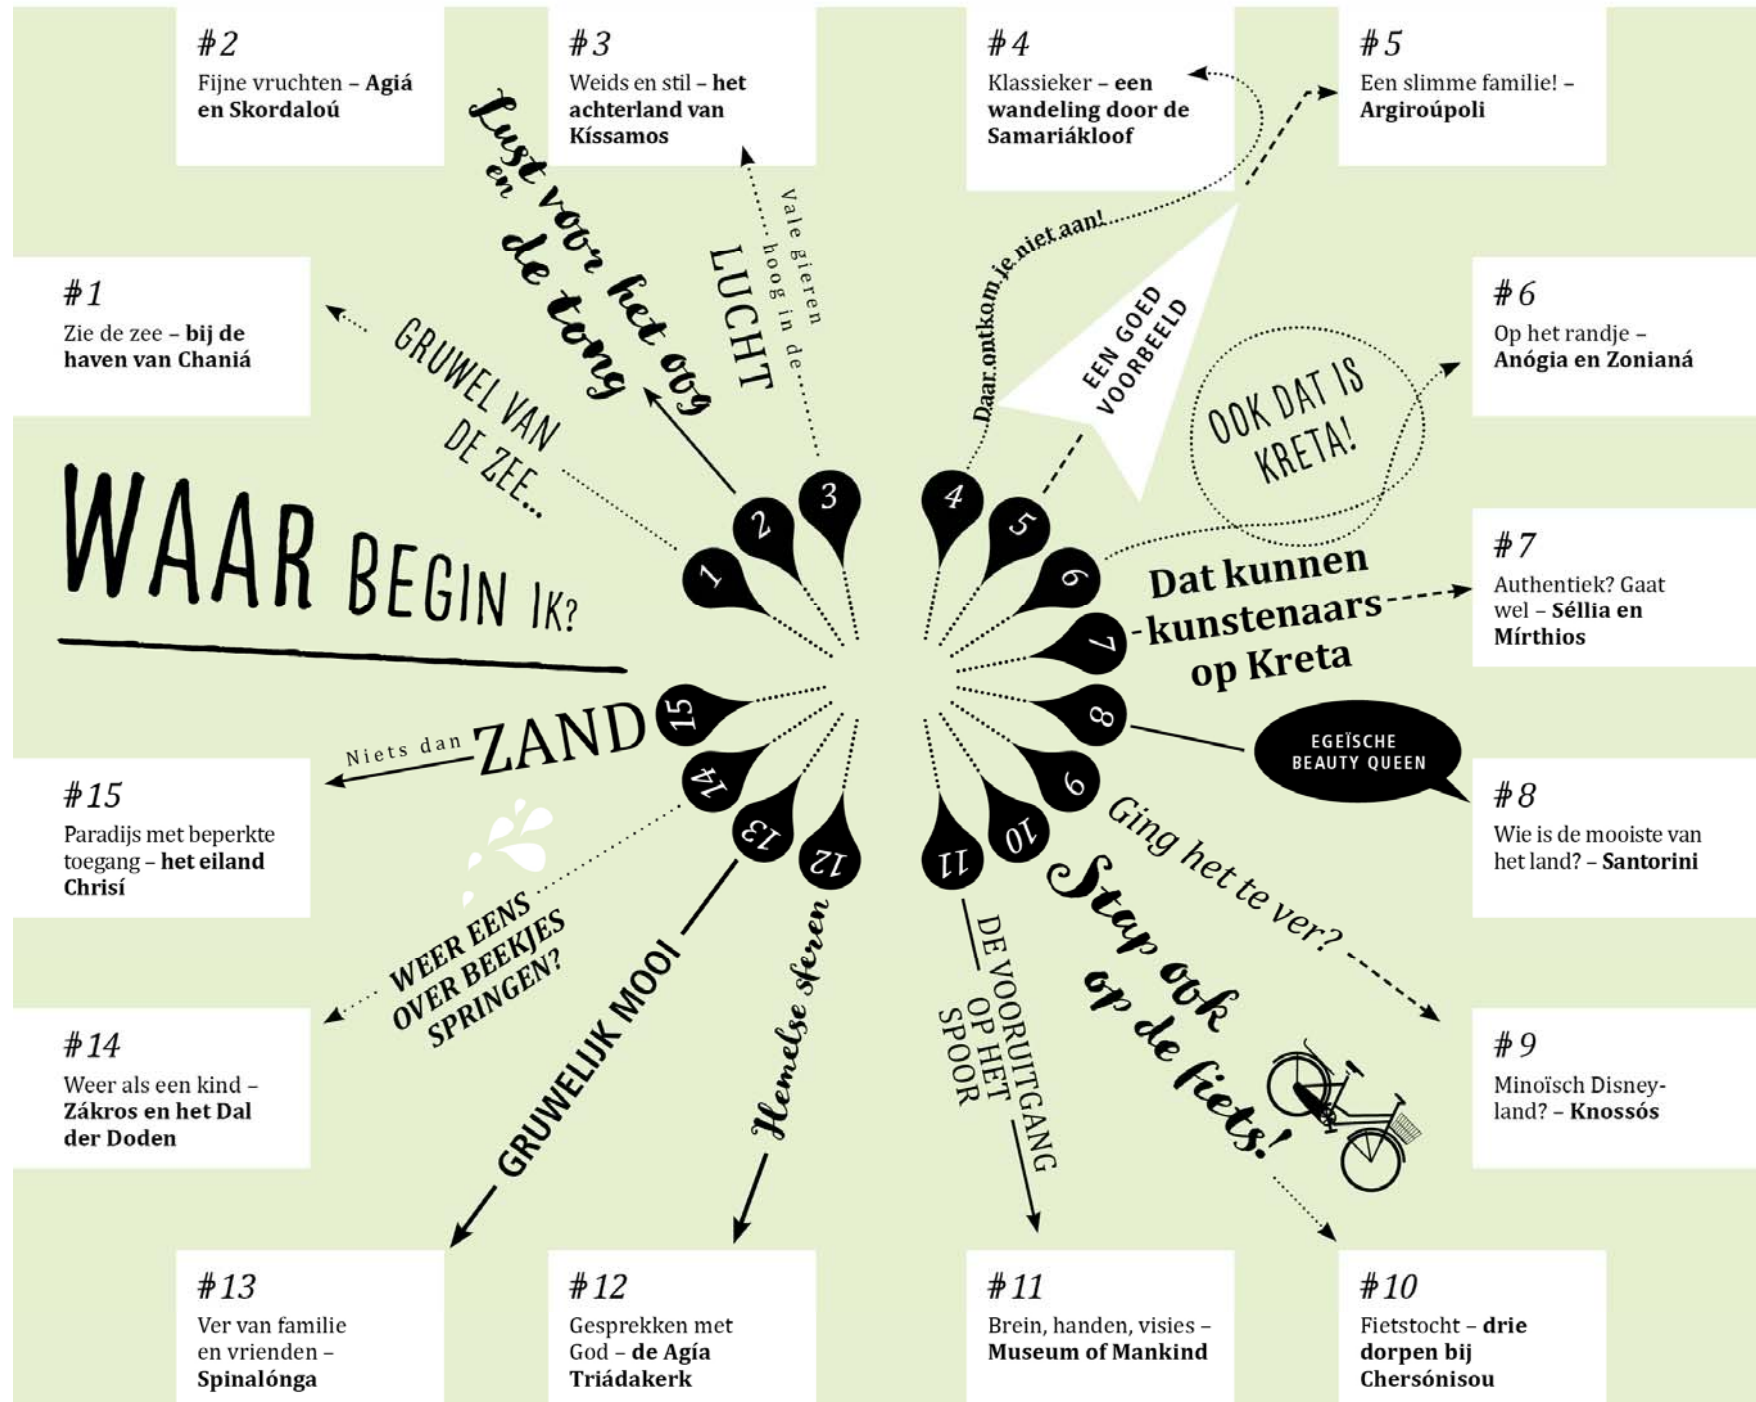 #2
Fijne vruchten – Agiá
en Skordaloú
#3
Weids en stil – het
achterland van
Kíssamos
#4
Klassieker – een
wandeling door de
Samariákloof
#5
Een slimme familie! –
Argiroúpoli
#1
Zie de zee – bij de
haven van Chaniá
GRUWEL VAN
DE ZEE...
Lust voor het oog
en de tong
Vale gieren
hoog in de
LUCHT
Daar ontkom je niet aan!
EEN GOED
VOORBEELD
OOK DAT IS
KRETA!
#6
Op het randje –
Anógia en Zonianá
WAAR BEGIN IK?
1
2
3
4
5
6
7
8
9
10
11
12
13
14
15
Dat kunnen
kunstenaars
op Kreta
#7
Authentiek? Gaat
wel – Séllia en
Mírthios
EGEÏSCHE
BEAUTY QUEEN
#8
Wie is de mooiste van
het land? – Santorini
Niets dan ZAND
#15
Paradijs met beperkte
toegang – het eiland
Chrisí
WEER EENS
OVER BEEKJES
SPRINGEN?
#14
Weer als een kind –
Zákros en het Dal
der Doden
GRUWELIJK MOOI
Hemelse sferen
DE VOORUITGANG
OP HET
SPOOR
Stap ook
op de fiets!
Ging het te ver?
#9
Minoïsch Disney-
land? – Knossós
#13
Ver van familie
en vrienden –
Spinalónga
#12
Gesprekken met
God – de Agía
Triádakerk
#11
Brein, handen, visies –
Museum of Mankind
#10
Fietstocht – drie
dorpen bij
Chersónisou